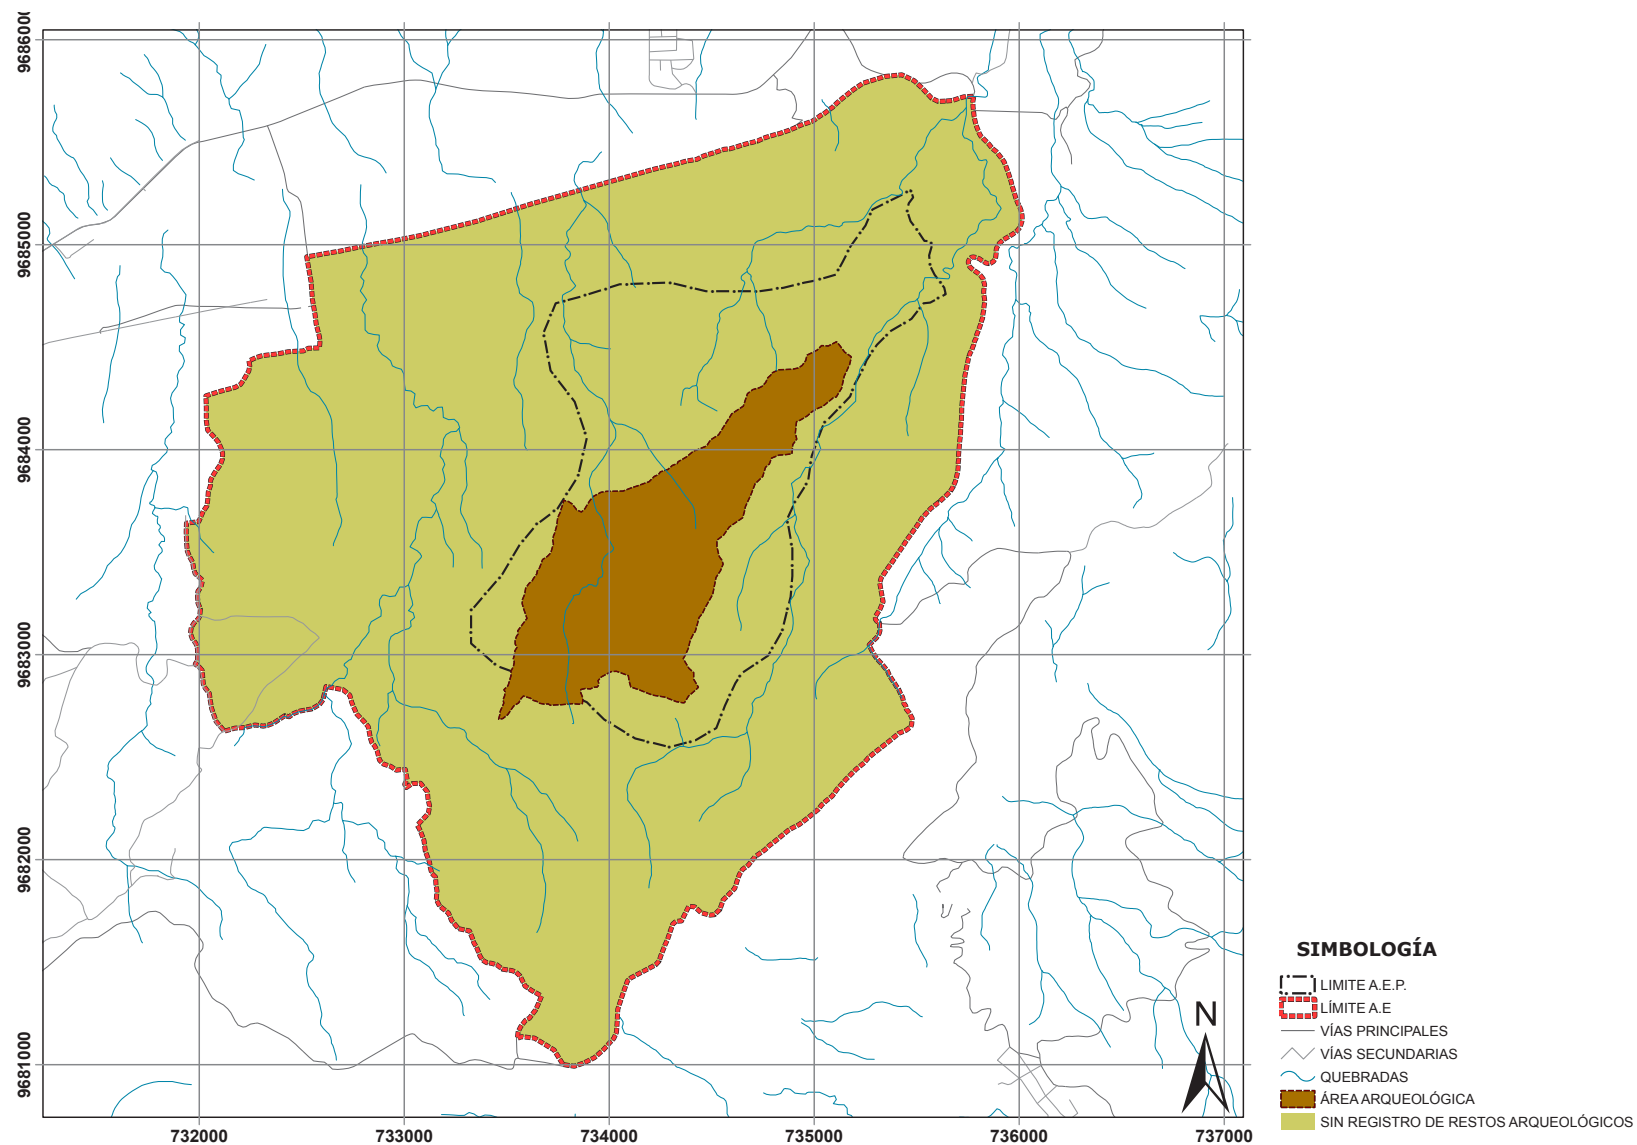 9686000
9685000
9684000
9683000
9682000
9681000
732000
733000
734000
735000
736000
737000
N
SIMBOLOGÍA
LIMITE A.E.P.
LÍMITE A.E
VÍAS PRINCIPALES
VÍAS SECUNDARIAS
QUEBRADAS
ÁREA ARQUEOLÓGICA
SIN REGISTRO DE RESTOS ARQUEOLÓGICOS